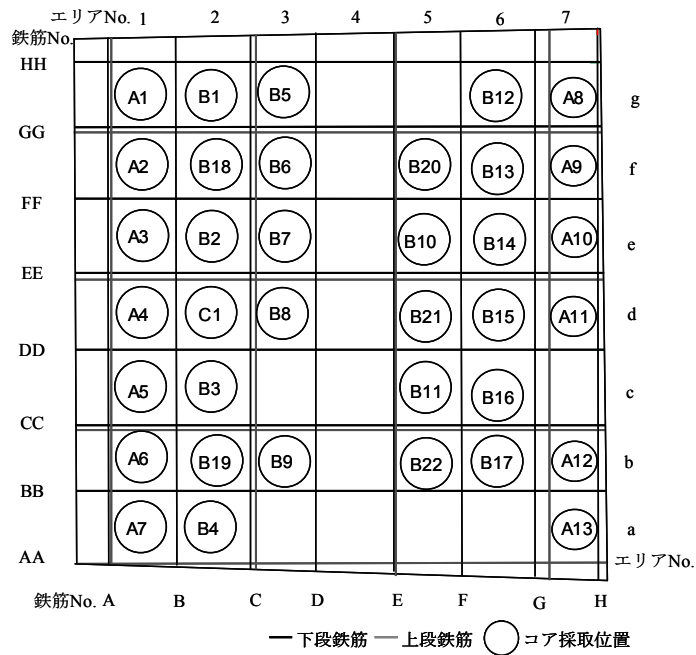 エリアNo. 1 2 3 4 5 6 7
鉄筋No.
HH
A1 B1 B5 B12 A8 g
GG
A2 B18 B6 B20 B13 A9 f
FF
A3 B2 B7 B10 B14 A10 e
EE
A4 C1 B8 B21 B15 A11 d
DD
A5 B3 B11 B16 c
CC
A6 B19 B9 B22 B17 A12 b
BB
A7 B4 A13 a
AA エリアNo.
鉄筋No. A B C D E F G H
下段鉄筋 上段鉄筋 コア採取位置